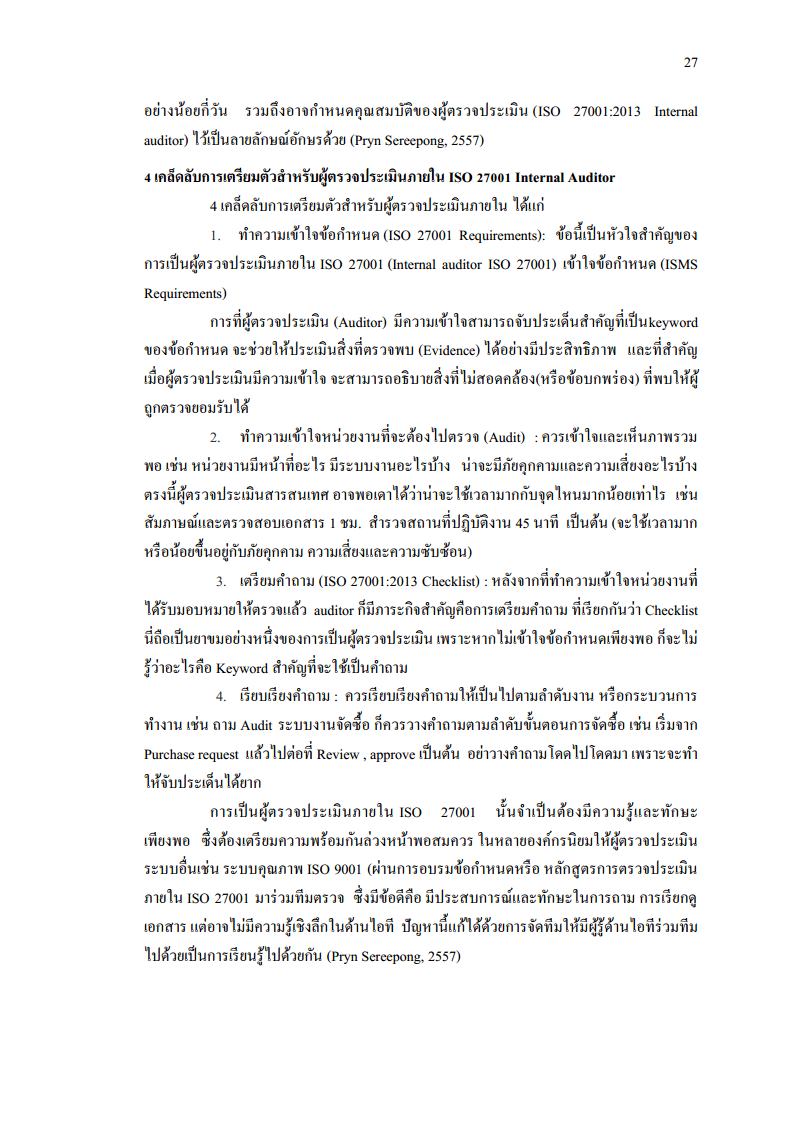 27
อย่างน้อยกี่วัน รวมถึงอาจกำหนดคุณสมบัติของผู้ตรวจประเมิน (ISO 27001:2013 Internal
auditor) ไว้เป็นลายลักษณ์อักษรด้วย (Pryn Sereepong, 2557)
4 เคล็ดลับการเตรียมตัวสำหรับผู้ตรวจประเมินภายใน ISO 27001 Internal Auditor
4 เคล็ดลับการเตรียมตัวสำหรับผู้ตรวจประเมินภายใน ได้แก่
1. ทำความเข้าใจข้อกำหนด (ISO 27001 Requirements): ข้อนี้เป็นหัวใจสำคัญของ
การเป็นผู้ตรวจประเมินภายใน ISO 27001 (Internal auditor ISO 27001) เข้าใจข้อกำหนด (ISMS
Requirements)
การที่ผู้ตรวจประเมิน (Auditor) มีความเข้าใจสามารถจับประเด็นสำคัญที่เป็นkeyword
ของข้อกำหนด จะช่วยให้ประเมินสิ่งที่ตรวจพบ (Evidence) ได้อย่างมีประสิทธิภาพ และที่สำคัญ
เมื่อผู้ตรวจประเมินมีความเข้าใจ จะสามารถอธิบายสิ่งที่ไม่สอดคล้อง(หรือข้อบกพร่อง) ที่พบให้ผู้
ถูกตรวจยอมรับได้
2. ทำความเข้าใจหน่วยงานที่จะต้องไปตรวจ (Audit) : ควรเข้าใจและเห็นภาพรวม
พอ เช่น หน่วยงานมีหน้าที่อะไร มีระบบงานอะไรบ้าง น่าจะมีภัยคุกคามและความเสี่ยงอะไรบ้าง
ตรงนี้ผู้ตรวจประเมินสารสนเทศ อาจพอเดาได้ว่าน่าจะใช้เวลามากกับจุดไหนมากน้อยเท่าไร เช่น
สัมภาษณ์และตรวจสอบเอกสาร 1 ชม. สำรวจสถานที่ปฏิบัติงาน 45 นาที เป็นต้น (จะใช้เวลามาก
หรือน้อยขึ้นอยู่กับภัยคุกคาม ความเสี่ยงและความซับซ้อน)
3. เตรียมคำถาม (ISO 27001:2013 Checklist) : หลังจากที่ทำความเข้าใจหน่วยงานที่
ได้รับมอบหมายให้ตรวจแล้ว auditor ก็มีภาระกิจสำคัญคือการเตรียมคำถาม ที่เรียกกันว่า Checklist
นี่ถือเป็นยาขมอย่างหนึ่งของการเป็นผู้ตรวจประเมิน เพราะหากไม่เข้าใจข้อกำหนดเพียงพอ ก็จะไม่
รู้ว่าอะไรคือ Keyword สำคัญที่จะใช้เป็นคำถาม
4. เรียบเรียงคำถาม : ควรเรียบเรียงคำถามให้เป็นไปตามลำดับงาน หรือกระบวนการ
ทำงาน เช่น ถาม Audit ระบบงานจัดซื้อ ก็ควรวางคำถามตามลำดับขั้นตอนการจัดซื้อ เช่น เริ่มจาก
Purchase request แล้วไปต่อที่ Review , approve เป็นต้น อย่าวางคำถามโดดไปโดดมา เพราะจะทำ
ให้จับประเด็นได้ยาก
การเป็นผู้ตรวจประเมินภายใน ISO 27001 นั้นจำเป็นต้องมีความรู้และทักษะ
เพียงพอ ซึ่งต้องเตรียมความพร้อมกันล่วงหน้าพอสมควร ในหลายองค์กรนิยมให้ผู้ตรวจประเมิน
ระบบอื่นเช่น ระบบคุณภาพ ISO 9001 (ผ่านการอบรมข้อกำหนดหรือ หลักสูตรการตรวจประเมิน
ภายใน ISO 27001 มาร่วมทีมตรวจ ซึ่งมีข้อดีคือ มีประสบการณ์และทักษะในการถาม การเรียกดู
เอกสาร แต่อาจไม่มีความรู้เชิงลึกในด้านไอที ปัญหานี้แก้ได้ด้วยการจัดทีมให้มีผู้รู้ด้านไอทีร่วมทีม
ไปด้วยเป็นการเรียนรู้ไปด้วยกัน (Pryn Sereepong, 2557)